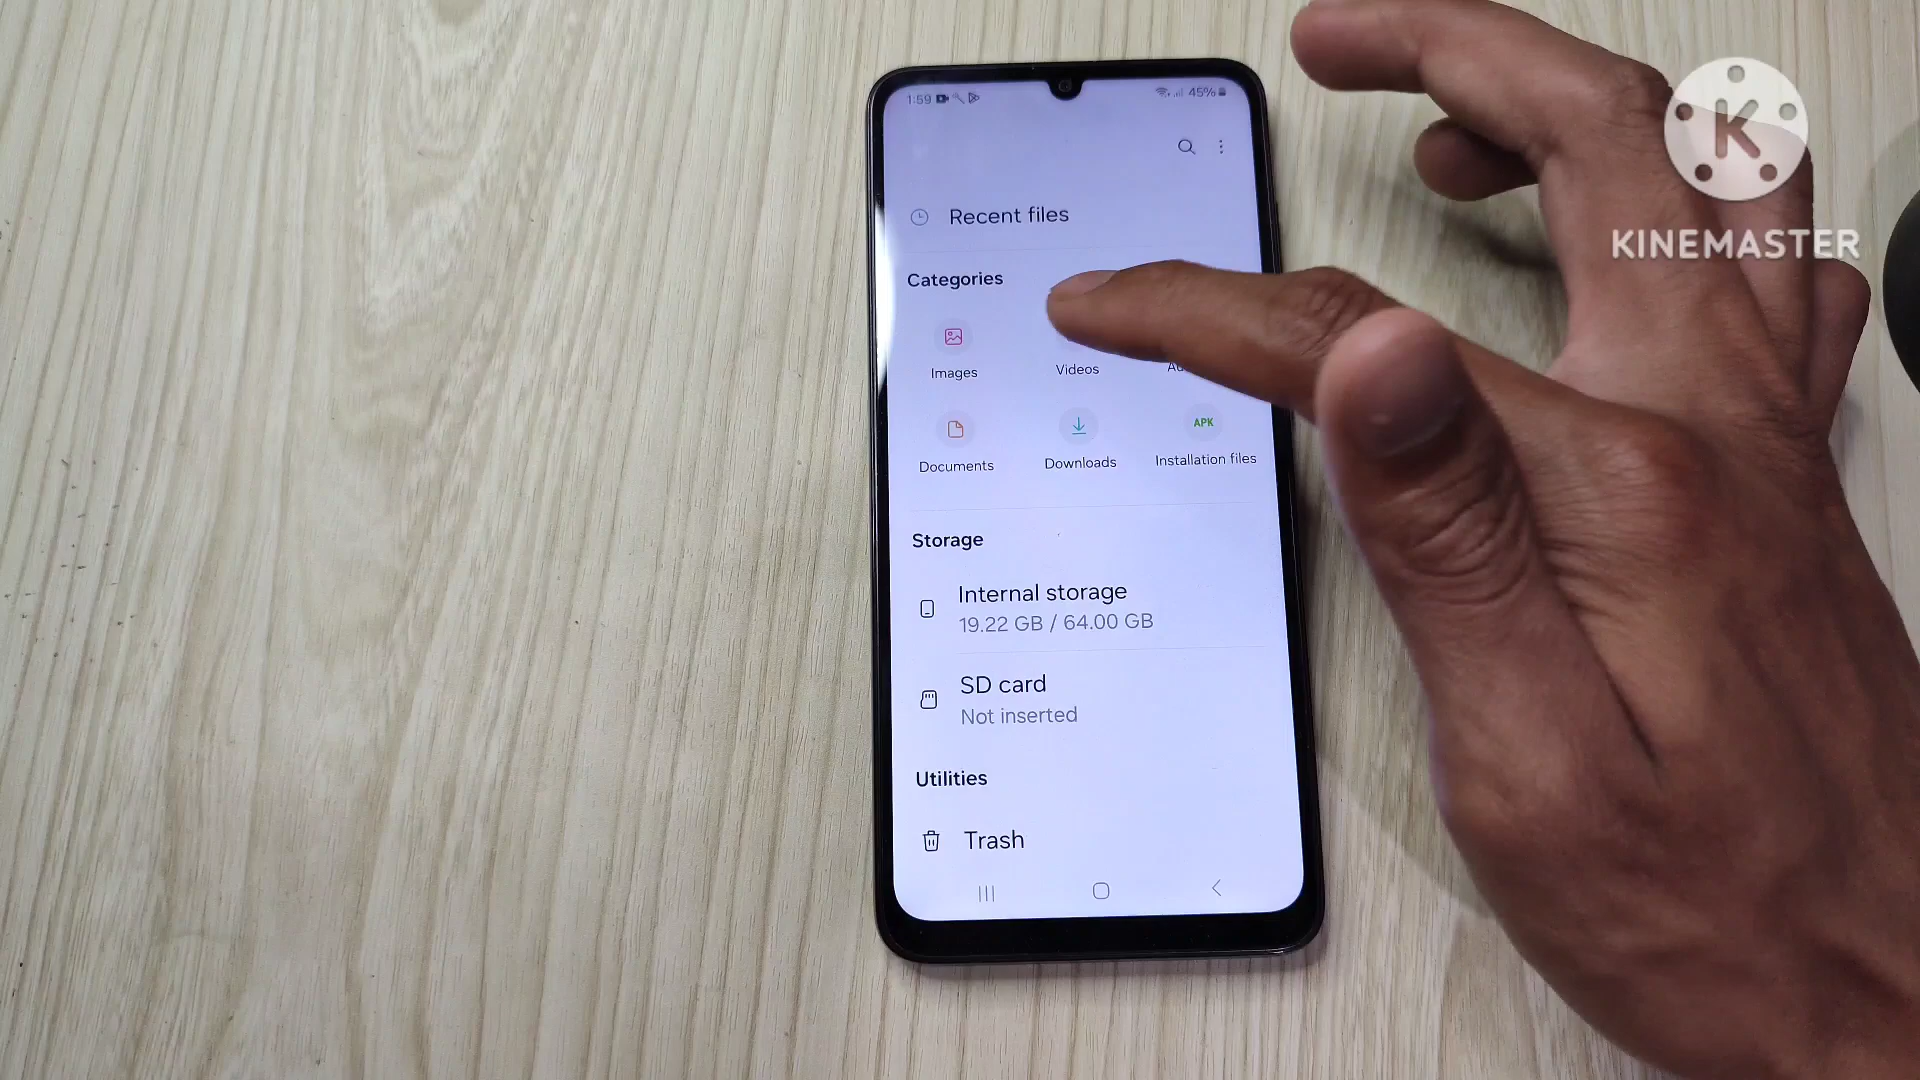 1:59
45%
Recent files
Categories
Images
Videos
Documents
Downloads
APK
Installation files
Storage
Internal storage
19.22 GB / 64.00 GB
SD card
Not inserted
Utilities
Trash
K
KINEMASTER